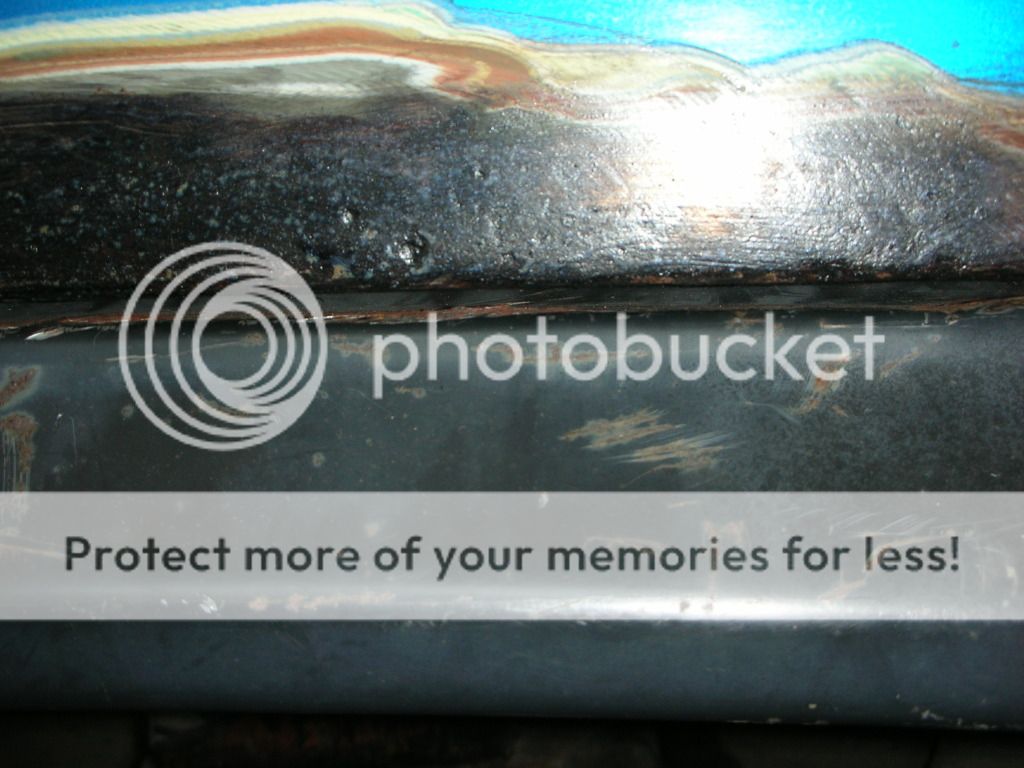 photobucket
Protect more of your memories for less!